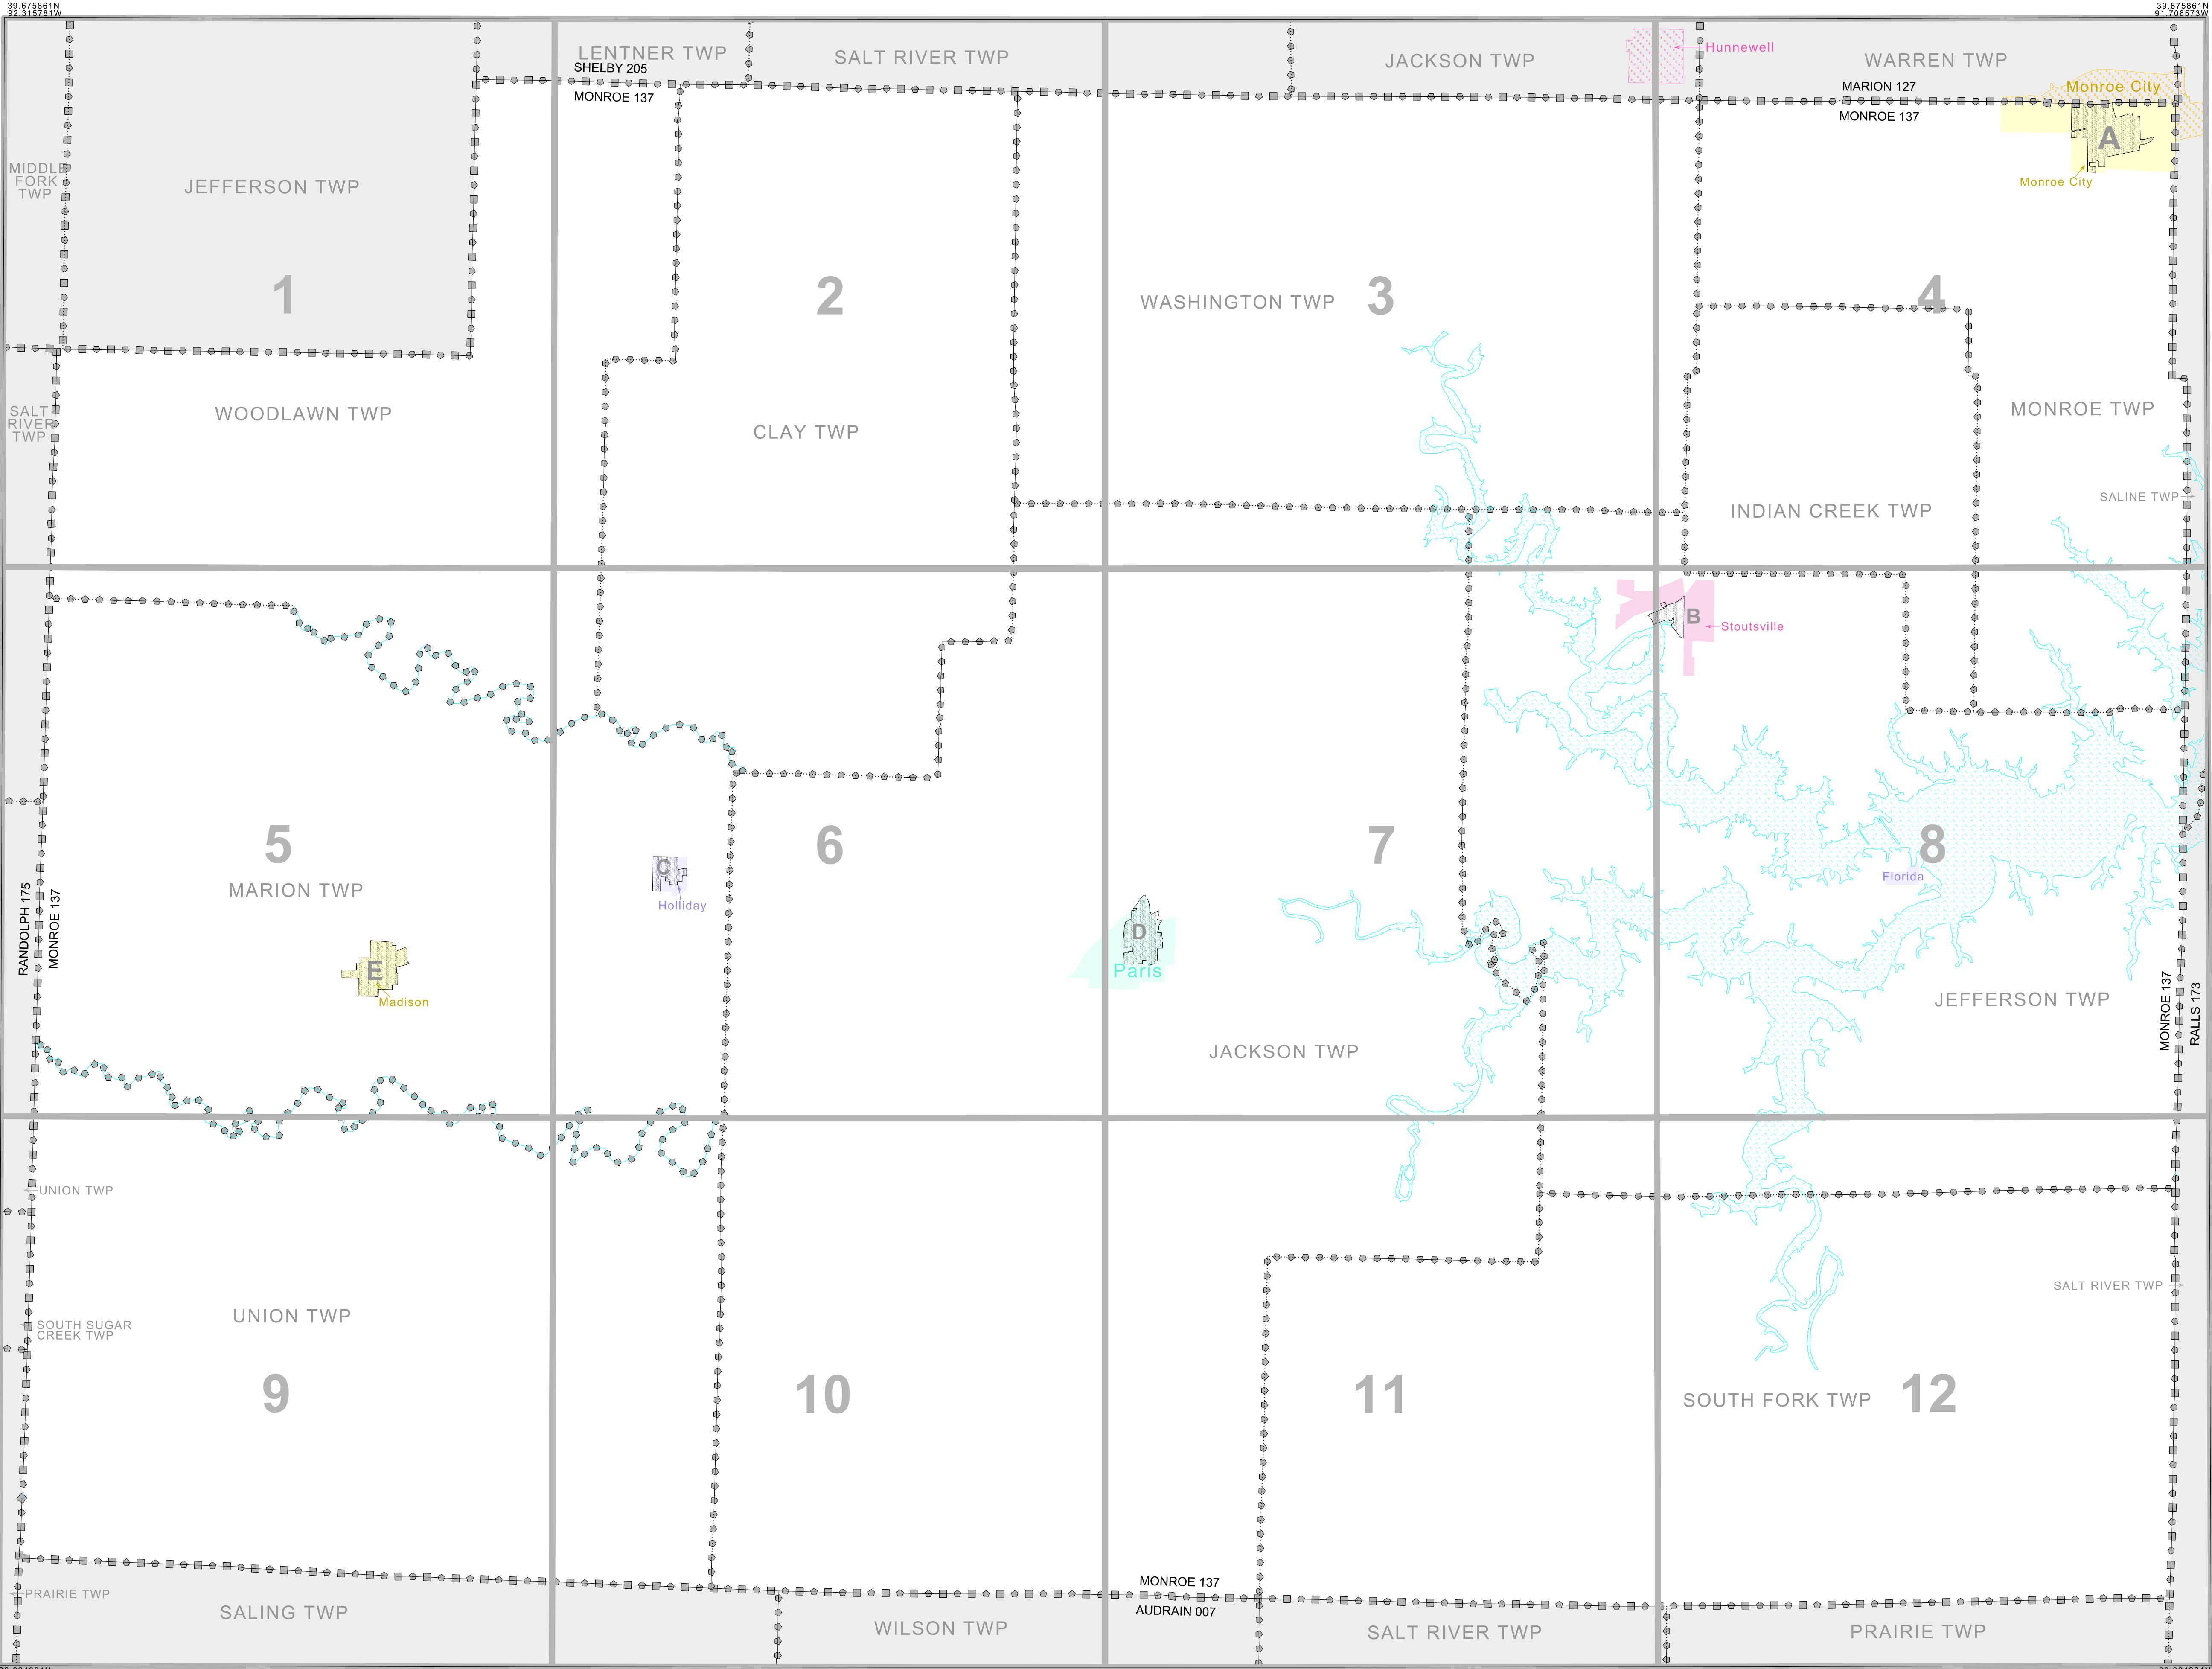 39.675861N
92.315781W
39.675861N
91.706573W
LENTNER TWP
SALT RIVER TWP
JACKSON TWP
Hunnewell
WARREN TWP
SHELBY 205
MONROE 137
MARION 127
MONROE 137
Monroe City
A
Monroe City
MIDDLE
FORK
TWP
JEFFERSON TWP
1
2
WASHINGTON TWP
3
4
SALT
RIVER
TWP
WOODLAWN TWP
CLAY TWP
MONROE TWP
SALINE TWP
INDIAN CREEK TWP
B
Stoutsville
5
MARION TWP
6
7
8
C
Holliday
Florida
RANDOLPH 175
MONROE 137
E
Madison
D
Paris
JACKSON TWP
JEFFERSON TWP
MONROE 137
RALLS 173
UNION TWP
SALT RIVER TWP
UNION TWP
SOUTH SUGAR
CREEK TWP
9
10
11
SOUTH FORK TWP
12
PRAIRIE TWP
SALING TWP
MONROE 137
AUDRAIN 007
WILSON TWP
SALT RIVER TWP
PRAIRIE TWP